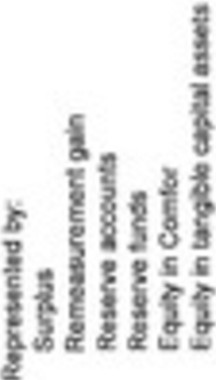 Represented by:
Surplus
Remeasurement gain
Reserve accounts
Reserve funds
Equity in Comfor
Equity in tangible capital assets